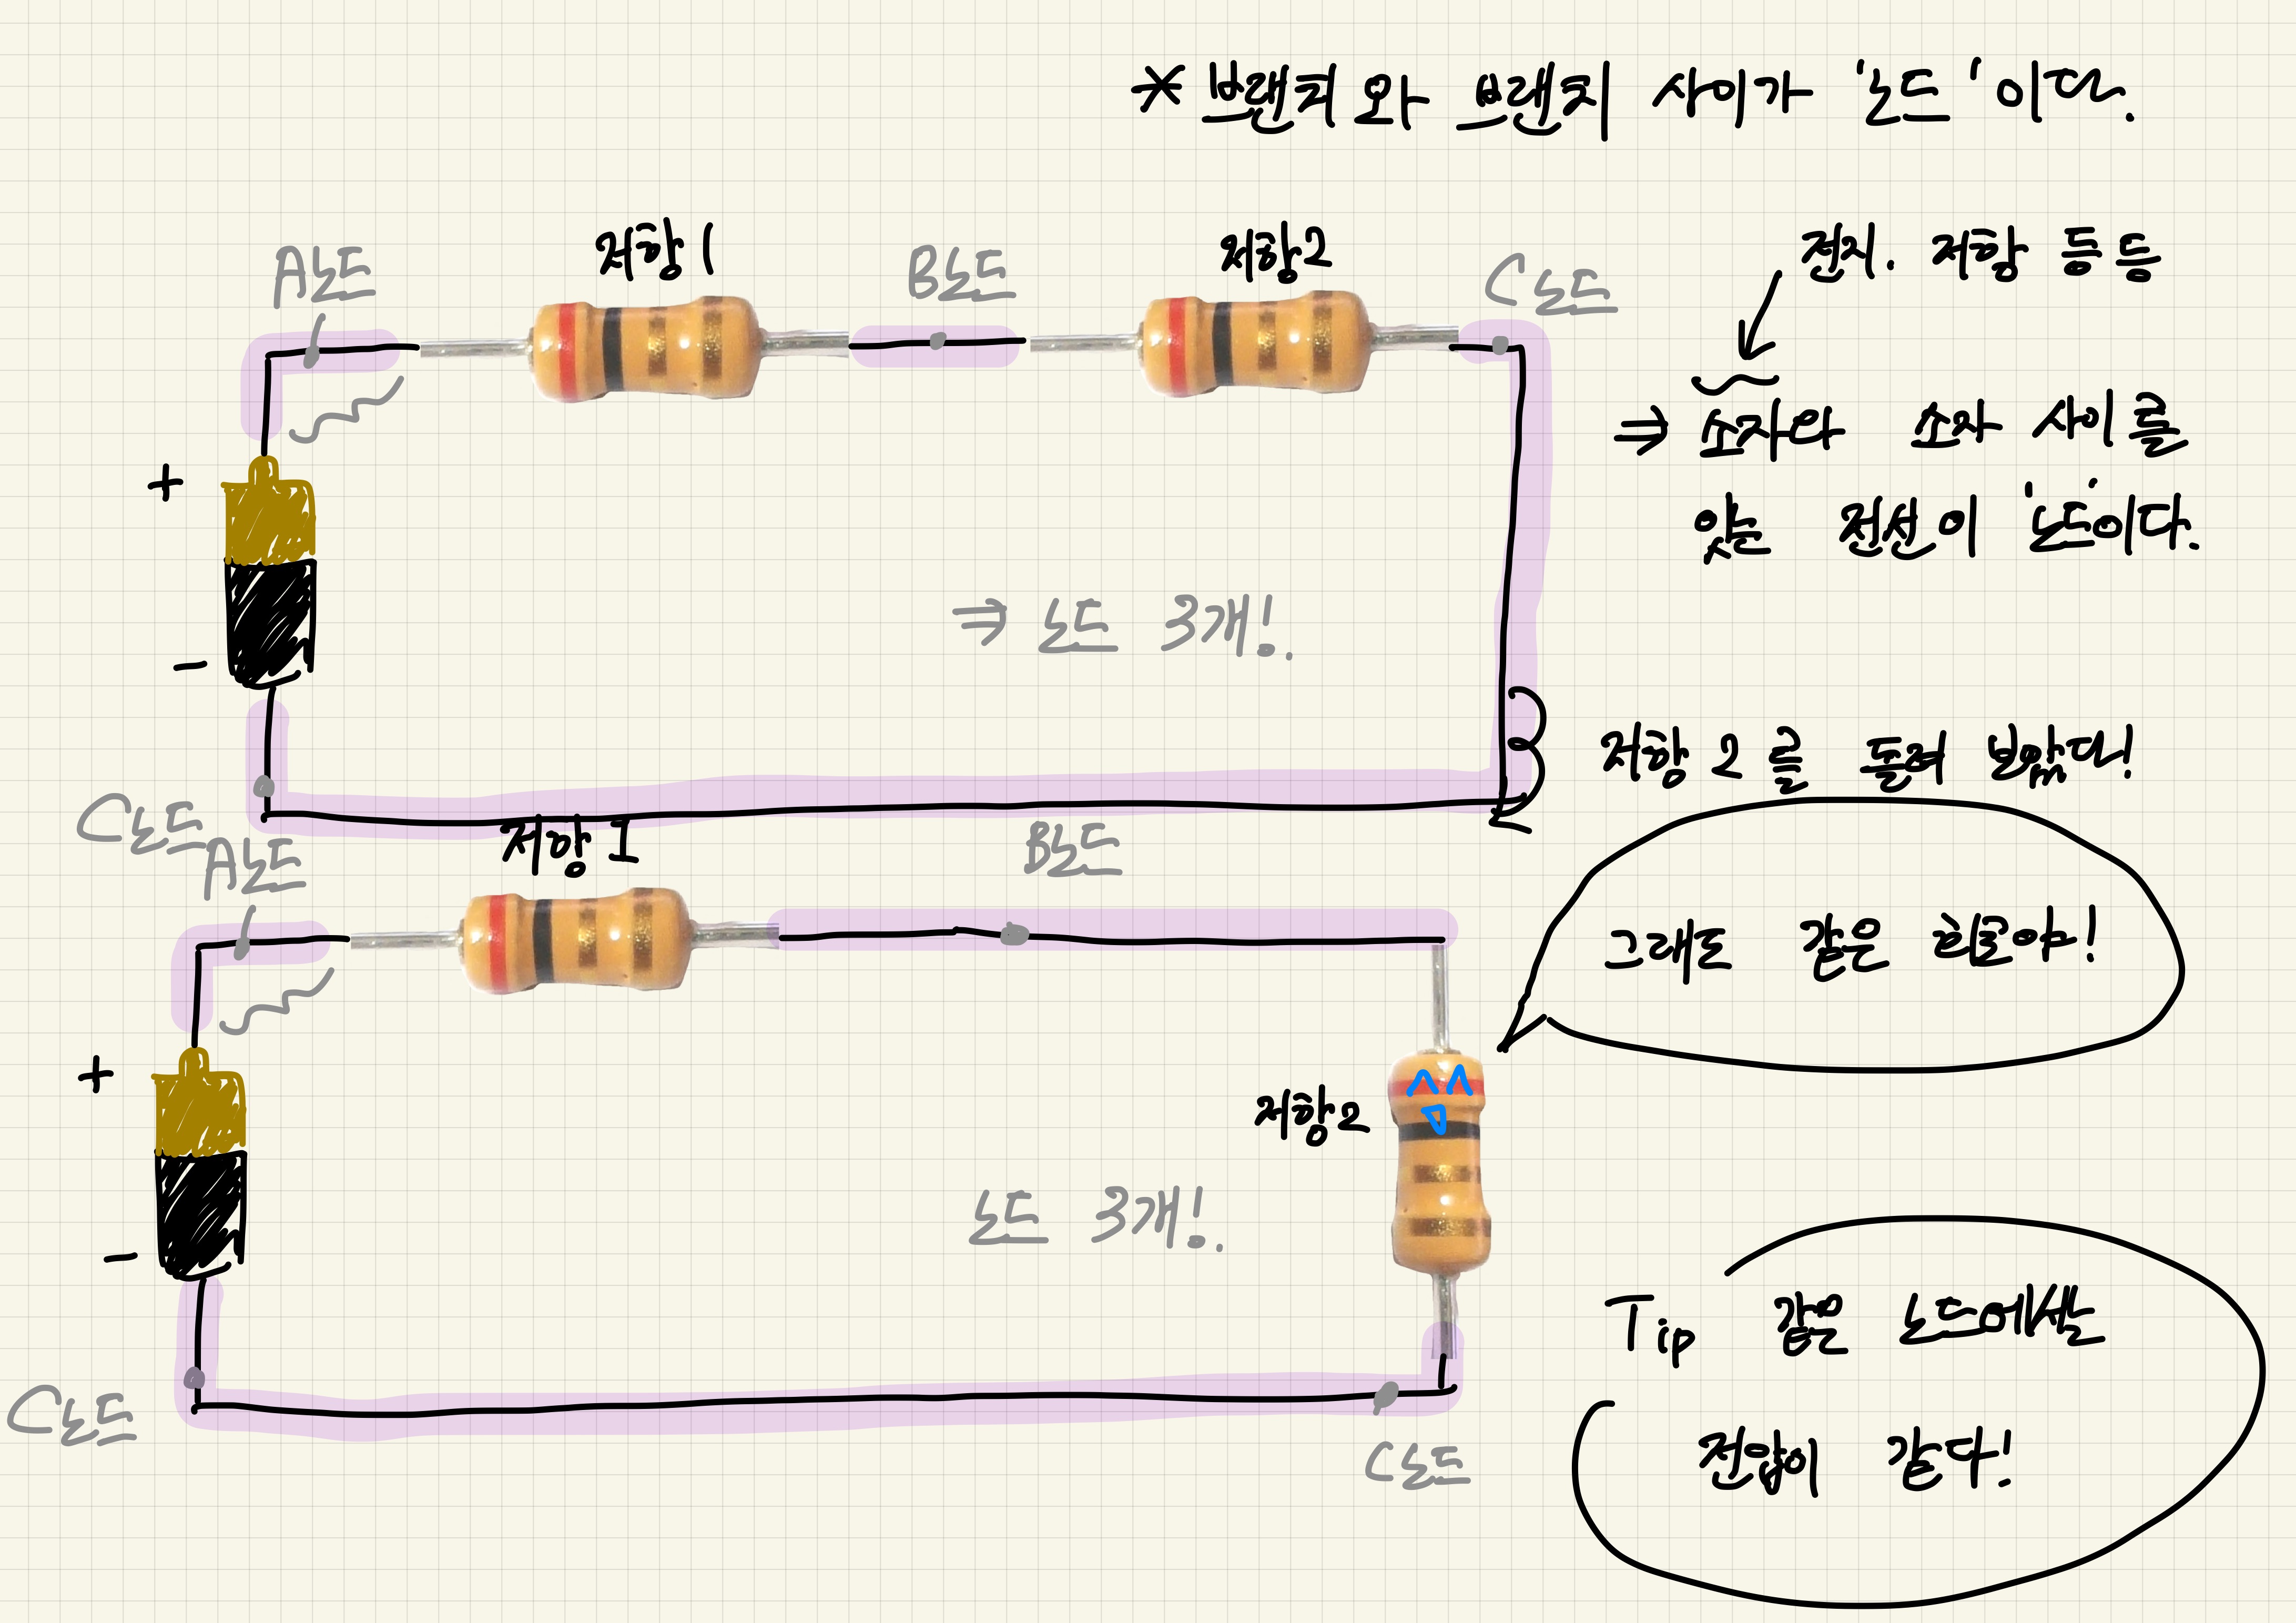 * 브랜치와 브랜치 사이가 '노드'이다.
전지. 저항 등등
⇒ 소자와 소자 사이를
잇는 전선이 '노드'이다.
A노드
저항 1
B노드
저항2
C노드
+
-
⇒ 노드 3개!.
C노드
저항 2를 돌려 보았다!
그래도 같은 회로야!
A노드
저항 1
B노드
+
-
저항2
노드 3개!.
C노드
C노드
Tip 같은 노드에서는
전압이 같다!